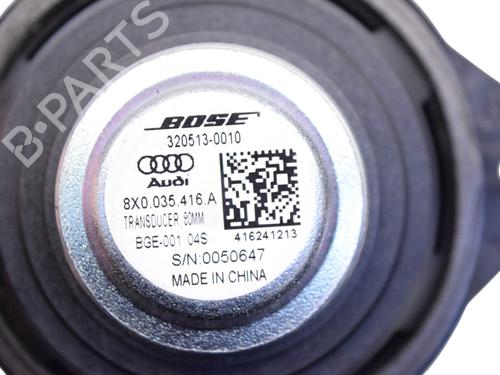 B-PARTS
BOSE
320513-0010
Audi
8X0.035.416.A
TRANSDUCER 80MM
BGE-001 04S
416241213
S/N:0050647
MADE IN CHINA